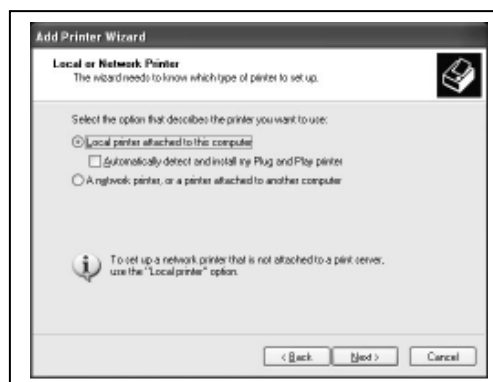 Add Printer Wizard
Local or Network Printer
The wizard needs to know which type of printer to set up.
Select the option that describes the printer you want to use:
Local printer attached to this computer
Automatically detect and install my Plug and Play printer
A network printer, or a printer attached to another computer
To set up a network printer that is not attached to a print server,
use the "Local printer" option.
< Back Next > Cancel